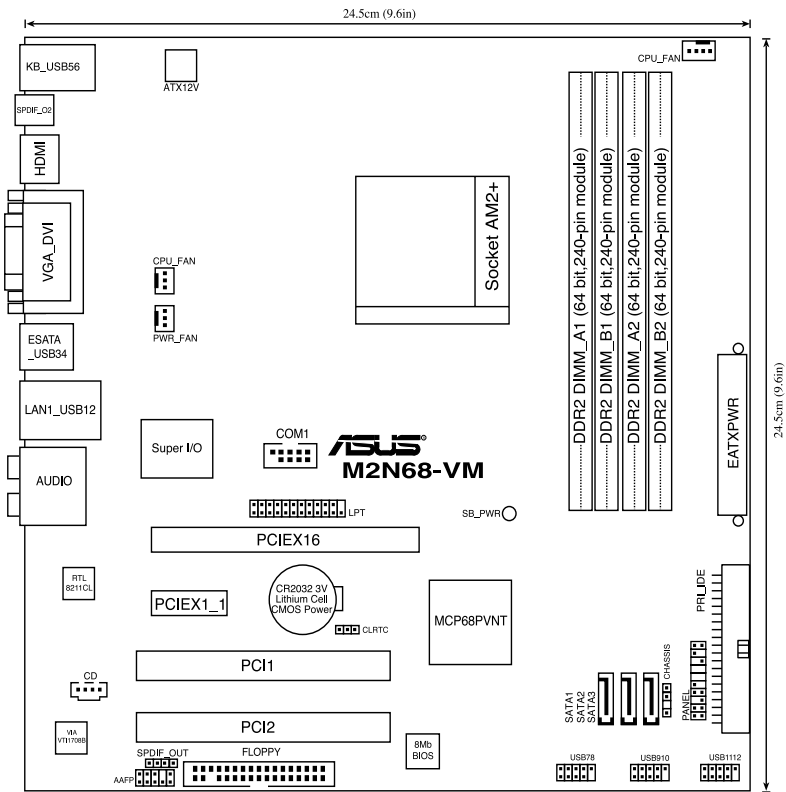 24.5cm (9.6in)
KB_USB56
ATX12V
CPU_FAN
SPDIF_O2
HDMI
VGA_DVI
Socket AM2+
DDR2 DIMM_A1 (64 bit,240-pin module)
DDR2 DIMM_B1 (64 bit,240-pin module)
DDR2 DIMM_A2 (64 bit,240-pin module)
DDR2 DIMM_B2 (64 bit,240-pin module)
24.5cm (9.6in)
CPU_FAN
PWR_FAN
ESATA
_USB34
LAN1_USB12
EATXPWR
Super I/O
COM1
ASUS®
M2N68-VM
AUDIO
LPT
SB_PWR
PCIEX16
RTL
8211CL
PCIEX1_1
CR2032 3V
Lithium Cell
CMOS Power
CLRTC
MCP68PVNT
PRI_IDE
PCI1
CD
SATA1
SATA2
SATA3
CHASSIS
PANEL
VIA
VT1708B
PCI2
8Mb
BIOS
SPDIF_OUT
FLOPPY
AAFP
USB78
USB910
USB1112